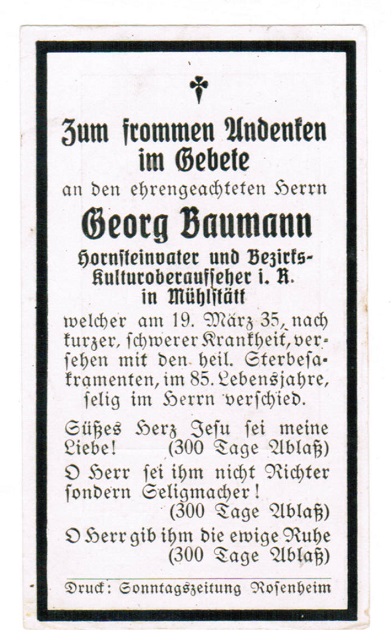 Zum frommen Andenken
im Gebete
an den ehrengeachteten Herrn
Georg Baumann
Hornsteinvater und Bezirks-
Kulturoberaufseher i. R.
in Mühlstätt
welcher am 19. März 35, nach
kurzer, schwerer Krankheit, ver-
sehen mit den heil. Sterbesa-
kramenten, im 85. Lebensjahre,
selig im Herrn verschied.
Süßes Herz Jesu sei meine
Liebe! (300 Tage Ablaß)
O Herr sei ihm nicht Richter
sondern Seligmacher!
(300 Tage Ablaß)
O Herr gib ihm die ewige Ruhe
(300 Tage Ablaß)
Druck: Sonntagszeitung Rosenheim